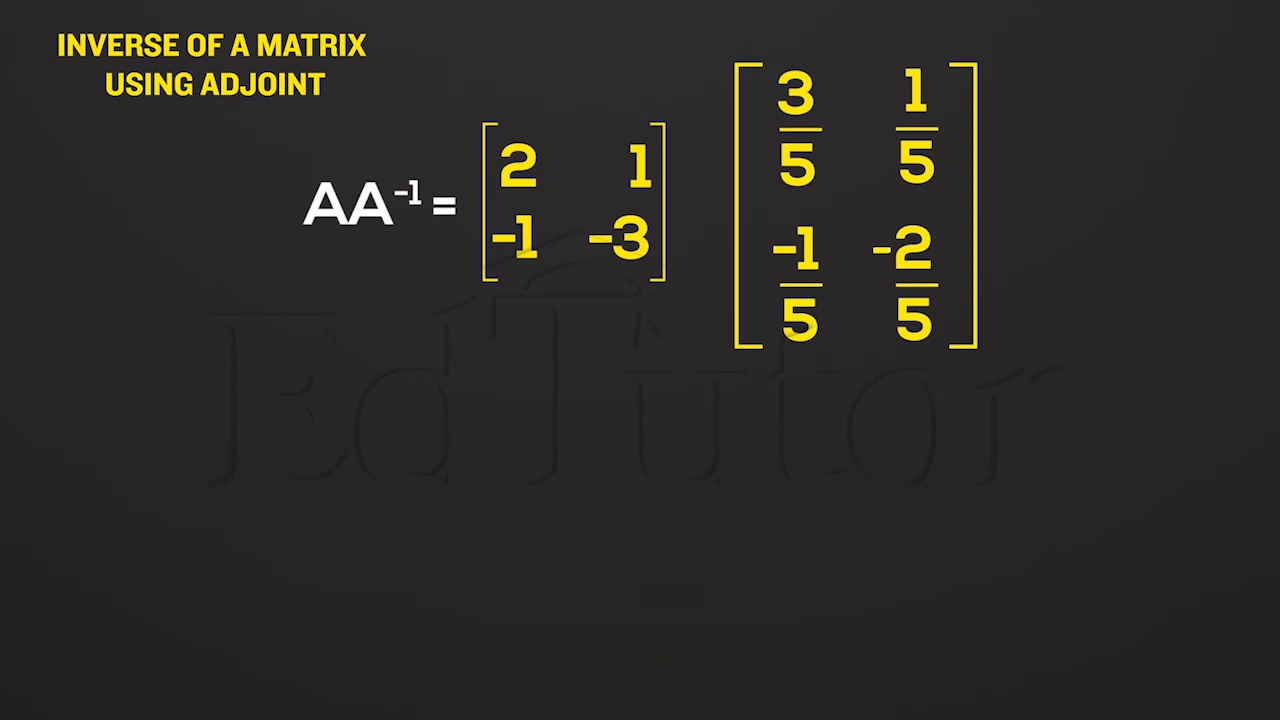 INVERSE OF A MATRIX
USING ADJOINT
AA⁻¹ = [2 1; -1 -3] [3/5 1/5; -1/5 -2/5]
EdTutor